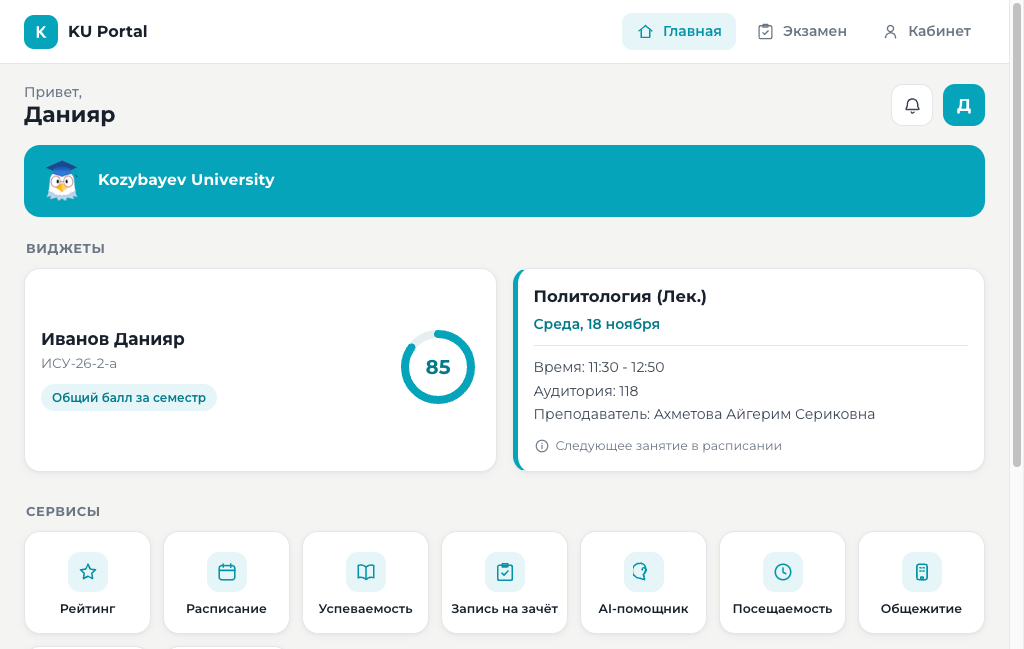 K KU Portal Главная Экзамен Кабинет
Привет,
Данияр
Д
Kozybayev University
ВИДЖЕТЫ
Иванов Данияр
ИСУ-26-2-а
Общий балл за семестр
85
Политология (Лек.)
Среда, 18 ноября
Время: 11:30 - 12:50
Аудитория: 118
Преподаватель: Ахметова Айгерим Сериковна
Следующее занятие в расписании
СЕРВИСЫ
Рейтинг Расписание Успеваемость Запись на зачёт AI-помощник Посещаемость Общежитие